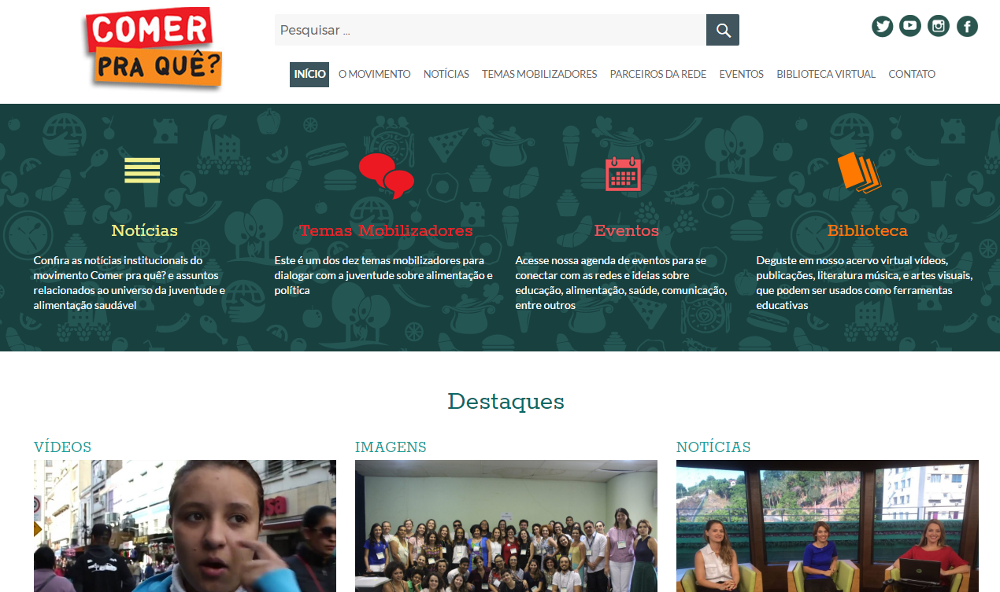 COMER
PRA QUÊ?
Pesquisar ...
INÍCIO O MOVIMENTO NOTÍCIAS TEMAS MOBILIZADORES PARCEIROS DA REDE EVENTOS BIBLIOTECA VIRTUAL CONTATO
Notícias
Confira as notícias institucionais do
movimento Comer pra quê? e assuntos
relacionados ao universo da juventude e
alimentação saudável
Temas Mobilizadores
Este é um dos dez temas mobilizadores para
dialogar com a juventude sobre alimentação e
política
Eventos
Acesse nossa agenda de eventos para se
conectar com as redes e ideias sobre
educação, alimentação, saúde, comunicação,
entre outros
Biblioteca
Deguste em nosso acervo virtual vídeos,
publicações, literatura música, e artes visuais,
que podem ser usados como ferramentas
educativas
Destaques
VÍDEOS
IMAGENS
NOTÍCIAS